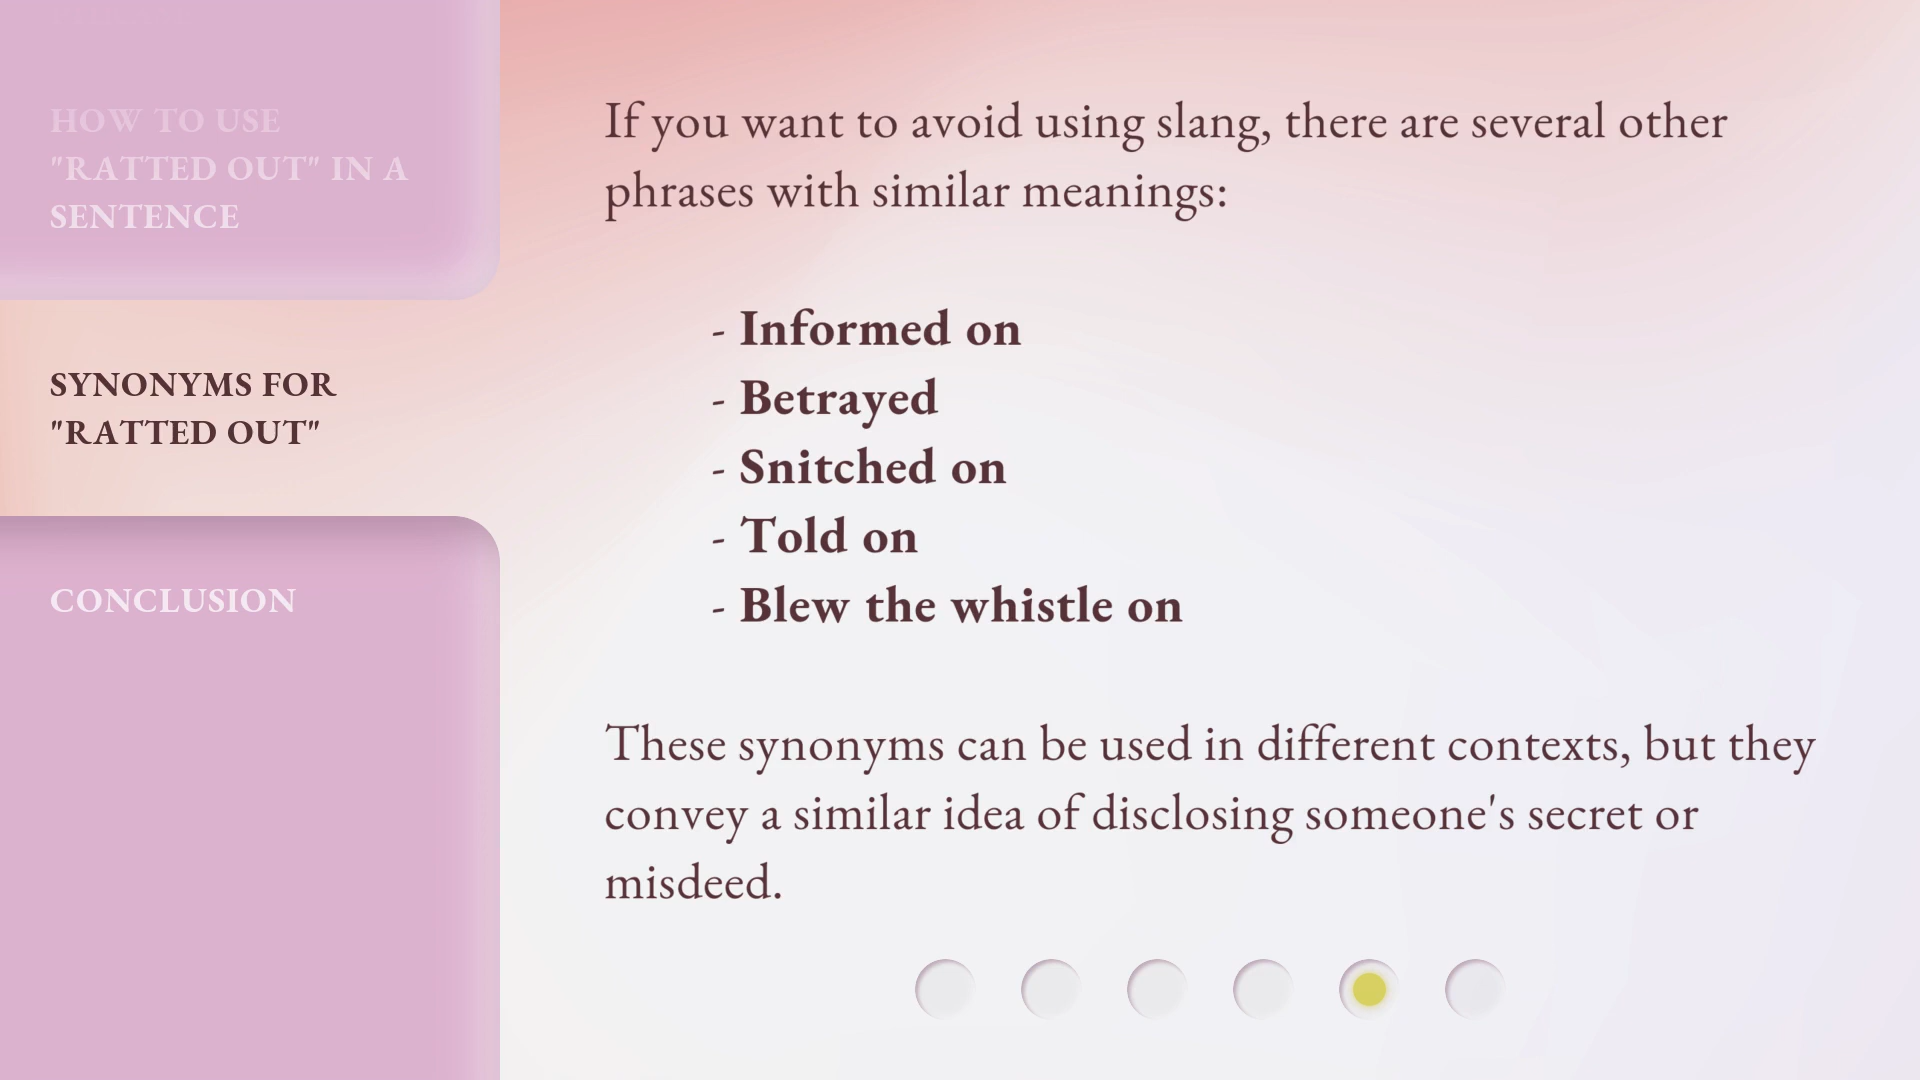 HOW TO USE
"RATTED OUT" IN A
SENTENCE
SYNONYMS FOR
"RATTED OUT"
CONCLUSION
If you want to avoid using slang, there are several other
phrases with similar meanings:
- Informed on
- Betrayed
- Snitched on
- Told on
- Blew the whistle on
These synonyms can be used in different contexts, but they
convey a similar idea of disclosing someone's secret or
misdeed.